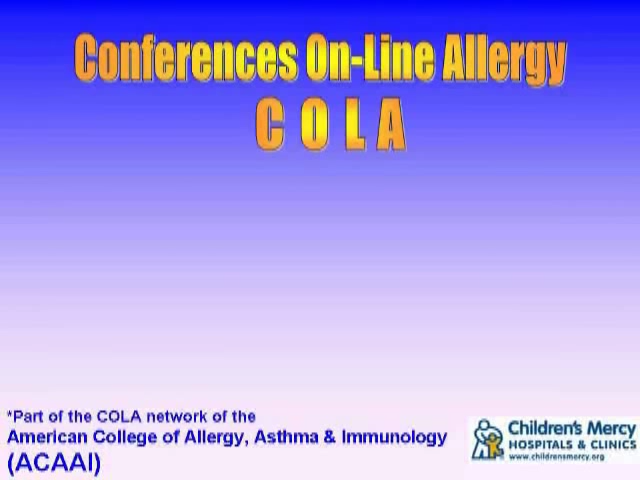 Conferences On-Line Allergy
C O L A
*Part of the COLA network of the
American College of Allergy, Asthma & Immunology
(ACAAI)
Children's Mercy
HOSPITALS & CLINICS
www.childrensmercy.org